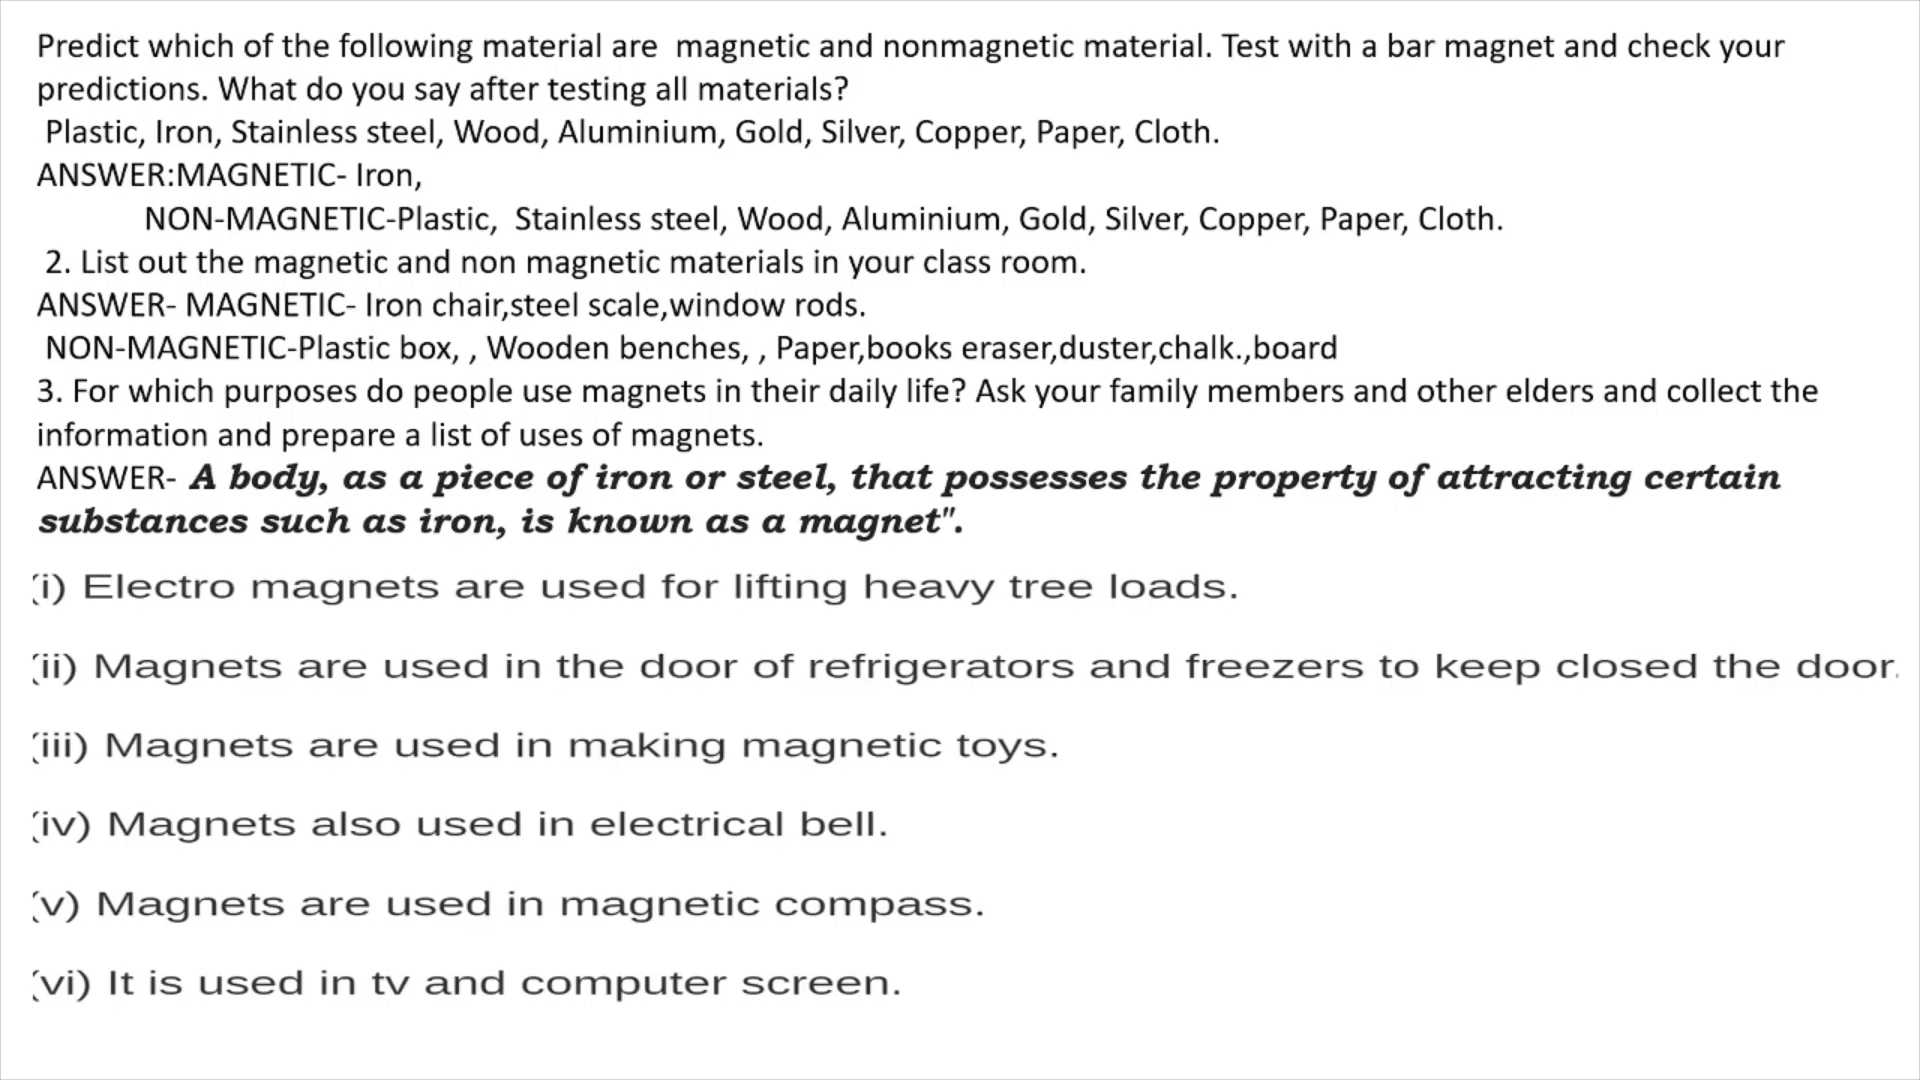 Predict which of the following material are  magnetic and nonmagnetic material. Test with a bar magnet and check your
predictions. What do you say after testing all materials?
Plastic, Iron, Stainless steel, Wood, Aluminium, Gold, Silver, Copper, Paper, Cloth.
ANSWER:MAGNETIC- Iron,
NON-MAGNETIC-Plastic,  Stainless steel, Wood, Aluminium, Gold, Silver, Copper, Paper, Cloth.
2. List out the magnetic and non magnetic materials in your class room.
ANSWER- MAGNETIC- Iron chair,steel scale,window rods.
NON-MAGNETIC-Plastic box, , Wooden benches, , Paper,books eraser,duster,chalk.,board
3. For which purposes do people use magnets in their daily life? Ask your family members and other elders and collect the
information and prepare a list of uses of magnets.
ANSWER- A body, as a piece of iron or steel, that possesses the property of attracting certain
substances such as iron, is known as a magnet".
(i) Electro magnets are used for lifting heavy tree loads.
(ii) Magnets are used in the door of refrigerators and freezers to keep closed the door.
(iii) Magnets are used in making magnetic toys.
(iv) Magnets also used in electrical bell.
(v) Magnets are used in magnetic compass.
(vi) It is used in tv and computer screen.